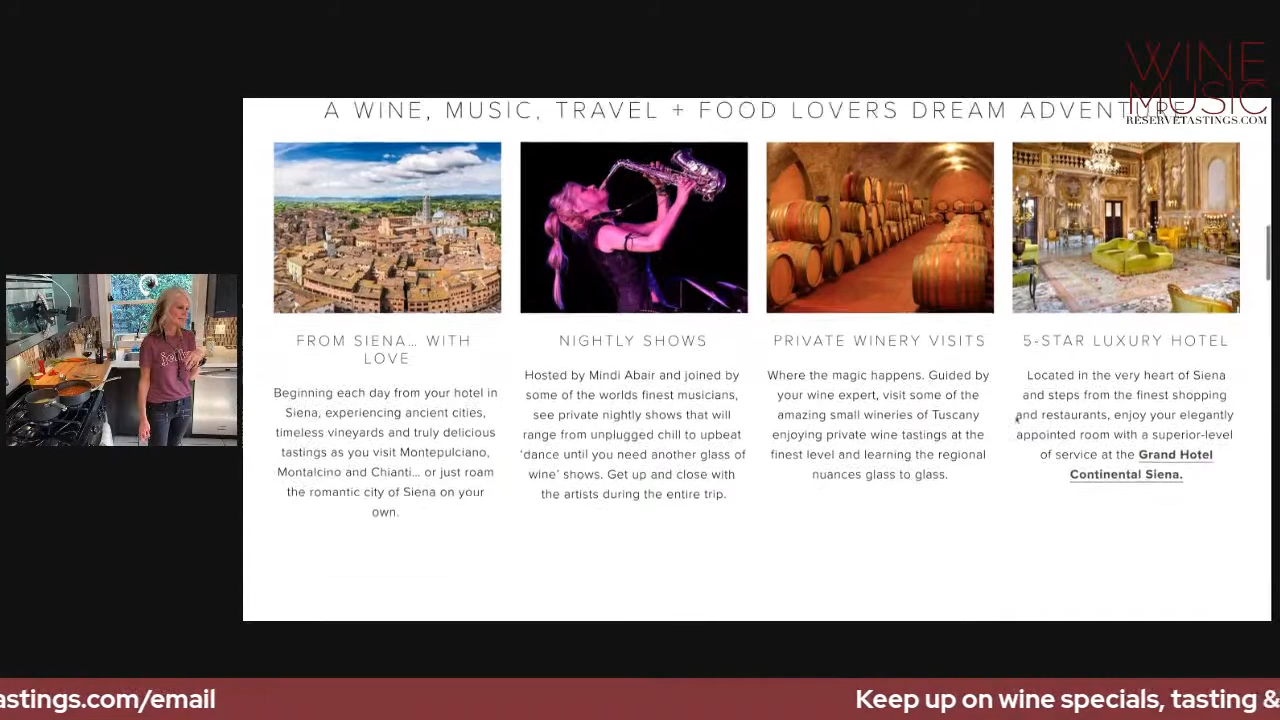 WINE
MUSIC
RESERVETASTINGS.COM
A WINE, MUSIC, TRAVEL + FOOD LOVERS DREAM ADVENTURE
FROM SIENA... WITH
LOVE
Beginning each day from your hotel in
Siena, experiencing ancient cities,
timeless vineyards and truly delicious
tastings as you visit Montepulciano,
Montalcino and Chianti... or just roam
the romantic city of Siena on your
own.
NIGHTLY SHOWS
Hosted by Mindi Abair and joined by
some of the worlds finest musicians,
see private nightly shows that will
range from unplugged chill to upbeat
‘dance until you need another glass of
wine’ shows. Get up and close with
the artists during the entire trip.
PRIVATE WINERY VISITS
Where the magic happens. Guided by
your wine expert, visit some of the
amazing small wineries of Tuscany
enjoying private wine tastings at the
finest level and learning the regional
nuances glass to glass.
5-STAR LUXURY HOTEL
Located in the very heart of Siena
and steps from the finest shopping
and restaurants, enjoy your elegantly
appointed room with a superior-level
of service at the Grand Hotel
Continental Siena.
astings.com/email
Keep up on wine specials, tasting &